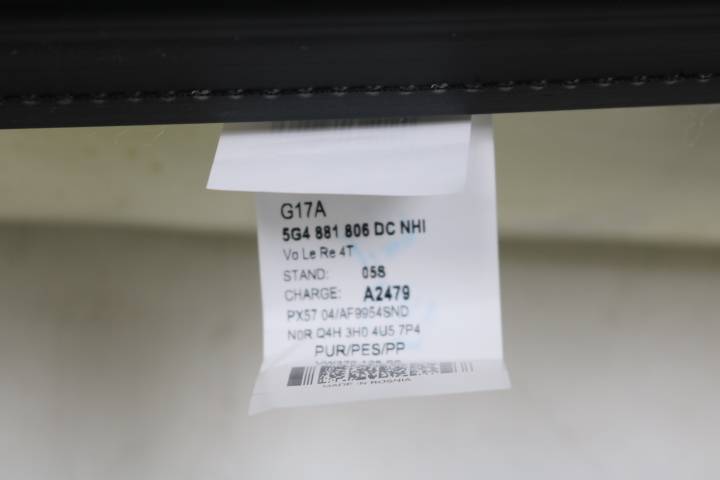 G17A
5G4 881 806 DC NHI
Vo Le Re 4T
STAND: 05S
CHARGE: A2479
PX57 04/AF9954SND
N0R Q4H 3H0 4U5 7P4
PUR/PES/PP
MADE IN BOSNIA